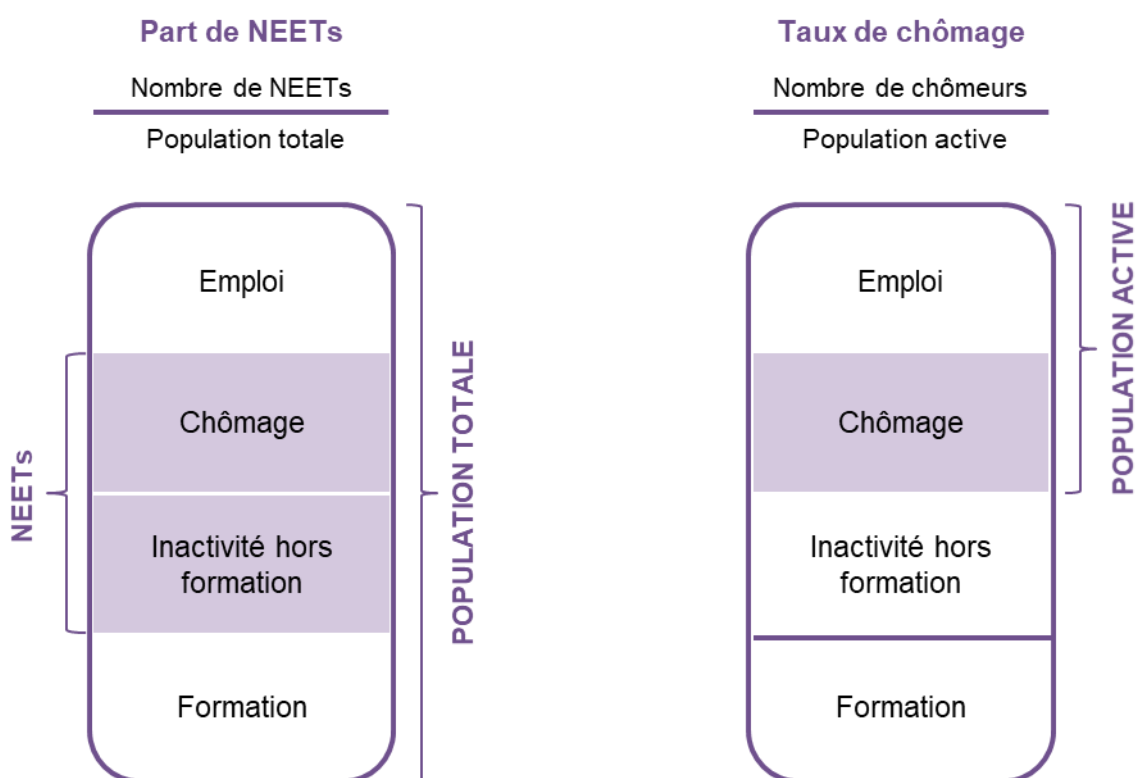 Part de NEETs
Nombre de NEETs
Population totale
Emploi
Chômage
Inactivité hors
formation
Formation
NEETs
POPULATION TOTALE
Taux de chômage
Nombre de chômeurs
Population active
Emploi
Chômage
Inactivité hors
formation
Formation
POPULATION ACTIVE